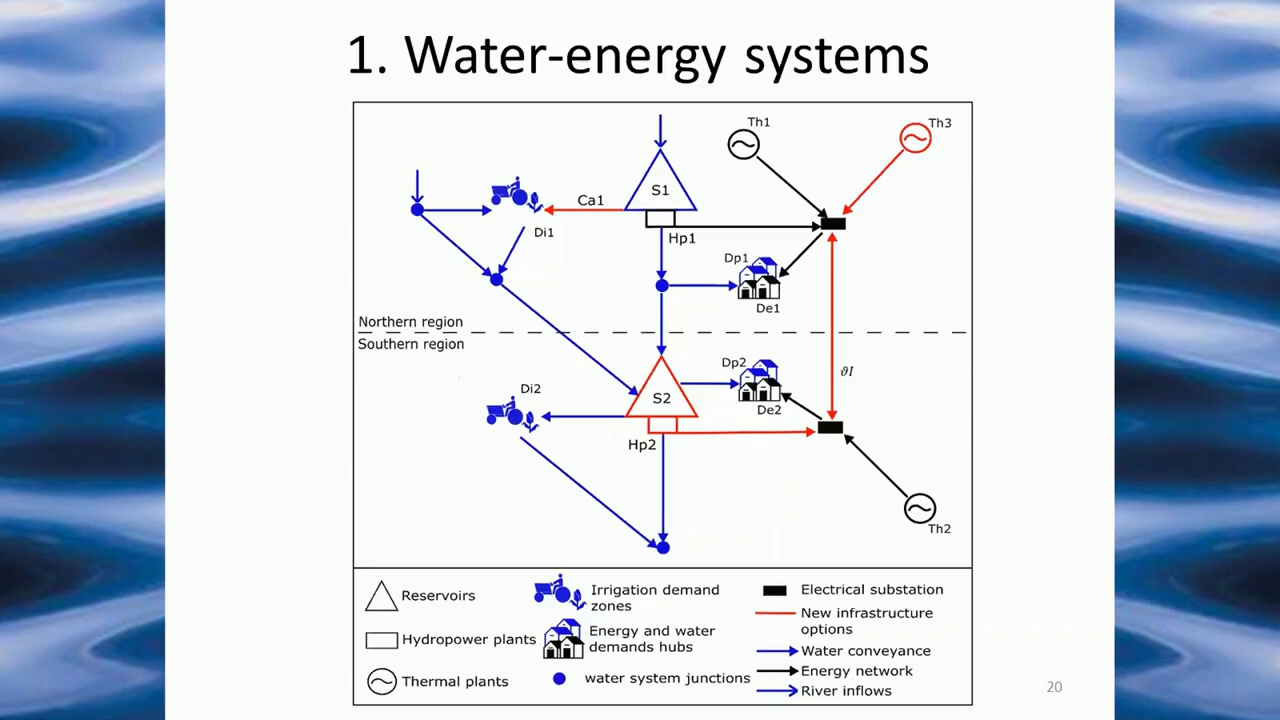 1. Water-energy systems
Th1
Th3
S1
Ca1
Di1
Hp1
Dp1
De1
Northern region
Southern region
Dp2
ϑI
Di2
S2
De2
Hp2
Th2
Reservoirs
Hydropower plants
Thermal plants
Irrigation demand
zones
Energy and water
demands hubs
water system junctions
Electrical substation
New infrastructure
options
Water conveyance
Energy network
River inflows
20